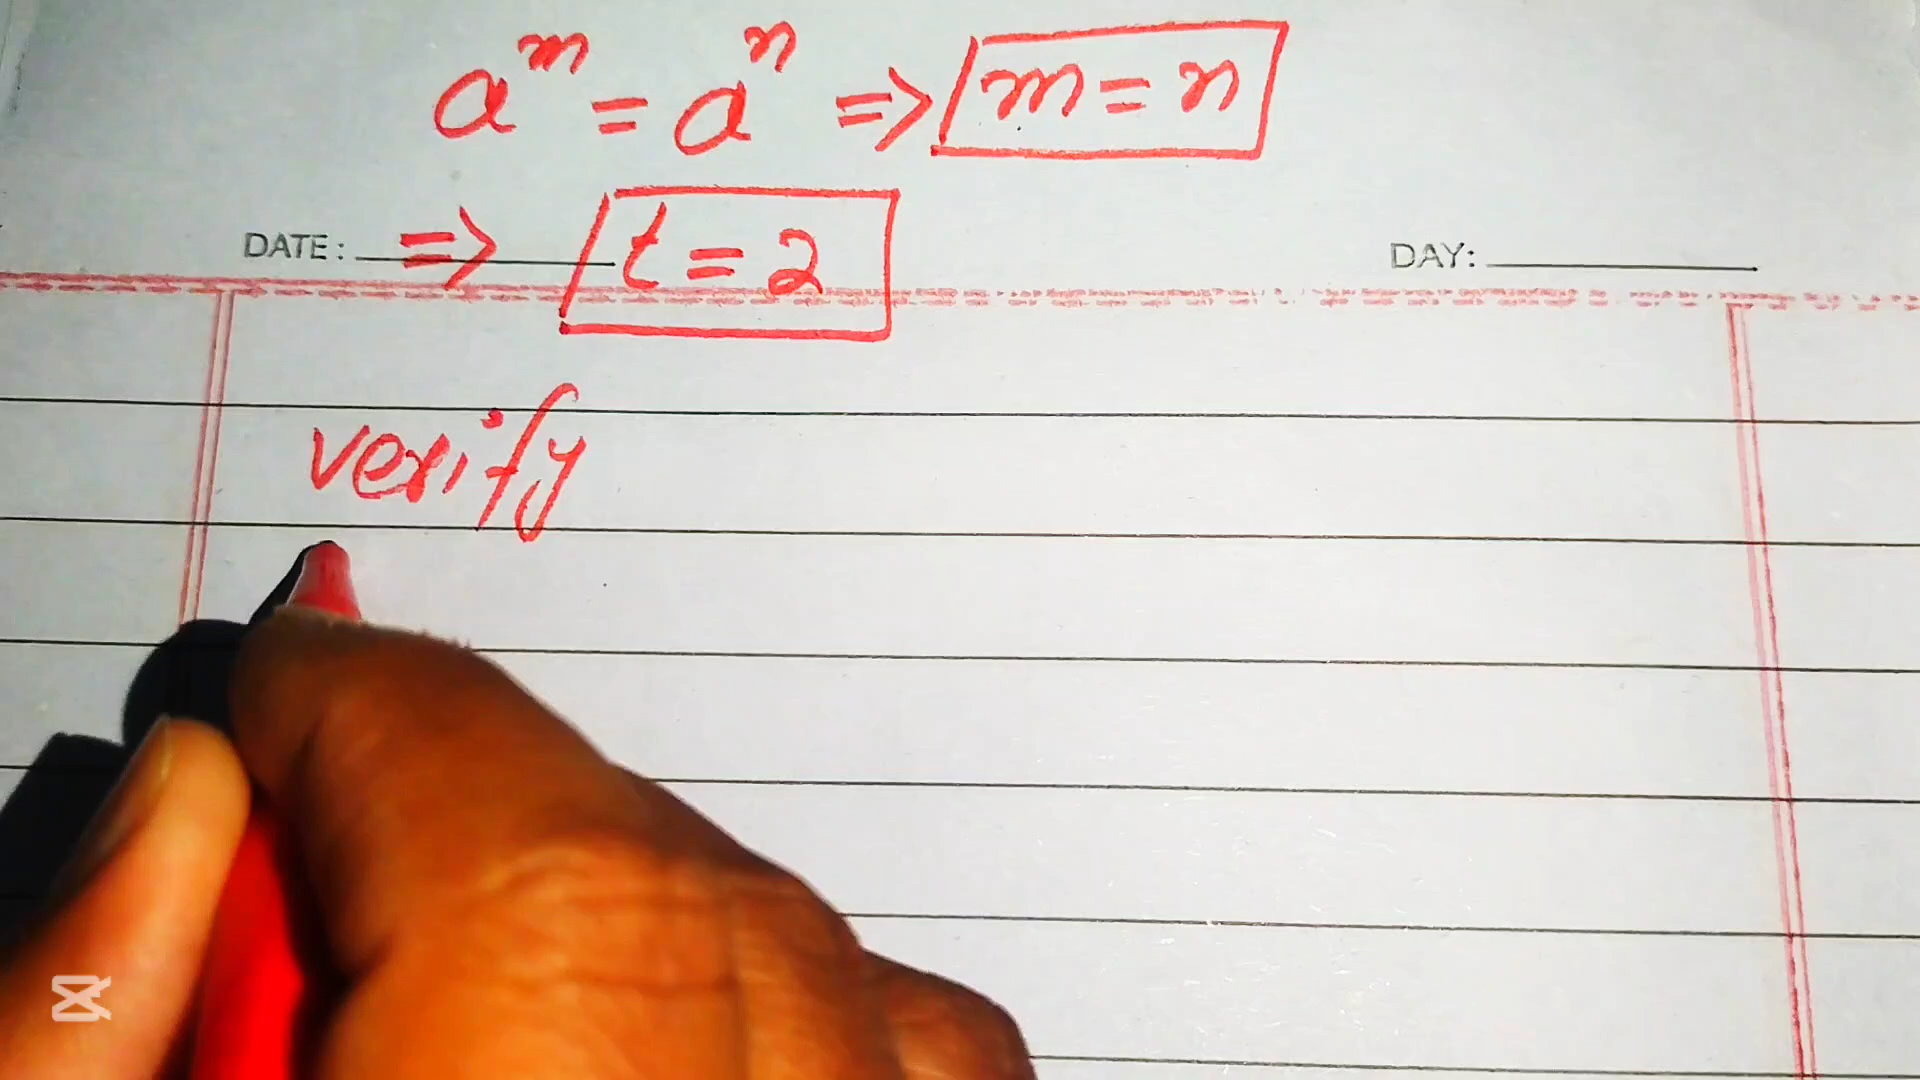 a^m = a^n => m = n
DATE: => t = 2 DAY:
verify